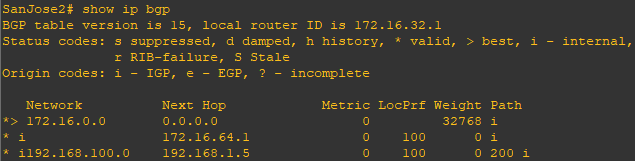 SanJose2# show ip bgp
BGP table version is 15, local router ID is 172.16.32.1
Status codes: s suppressed, d damped, h history, * valid, > best, i - internal,
              r RIB-failure, S Stale
Origin codes: i - IGP, e - EGP, ? - incomplete

   Network          Next Hop            Metric LocPrf Weight Path
*> 172.16.0.0       0.0.0.0                  0         32768 i
* i                 172.16.64.1              0    100      0 i
* i192.168.100.0    192.168.1.5              0    100      0 200 i